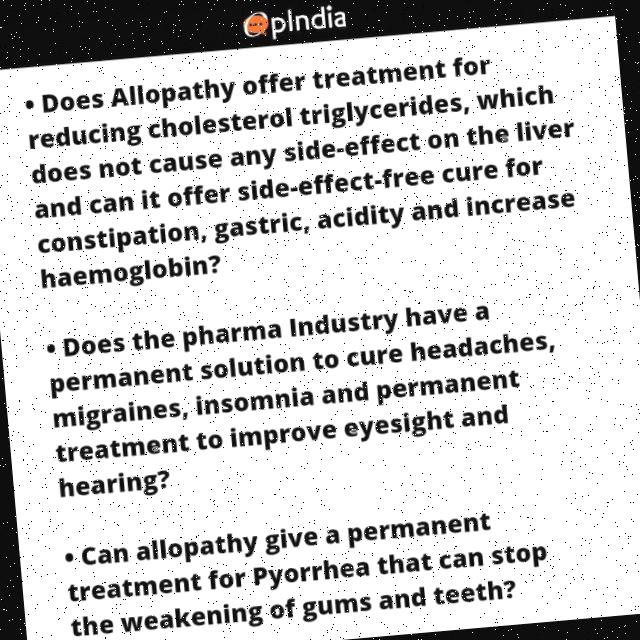 OpIndia
• Does Allopathy offer treatment for
reducing cholesterol triglycerides, which
does not cause any side-effect on the liver
and can it offer side-effect-free cure for
constipation, gastric, acidity and increase
haemoglobin?
• Does the pharma Industry have a
permanent solution to cure headaches,
migraines, insomnia and permanent
treatment to improve eyesight and
hearing?
• Can allopathy give a permanent
treatment for Pyorrhea that can stop
the weakening of gums and teeth?